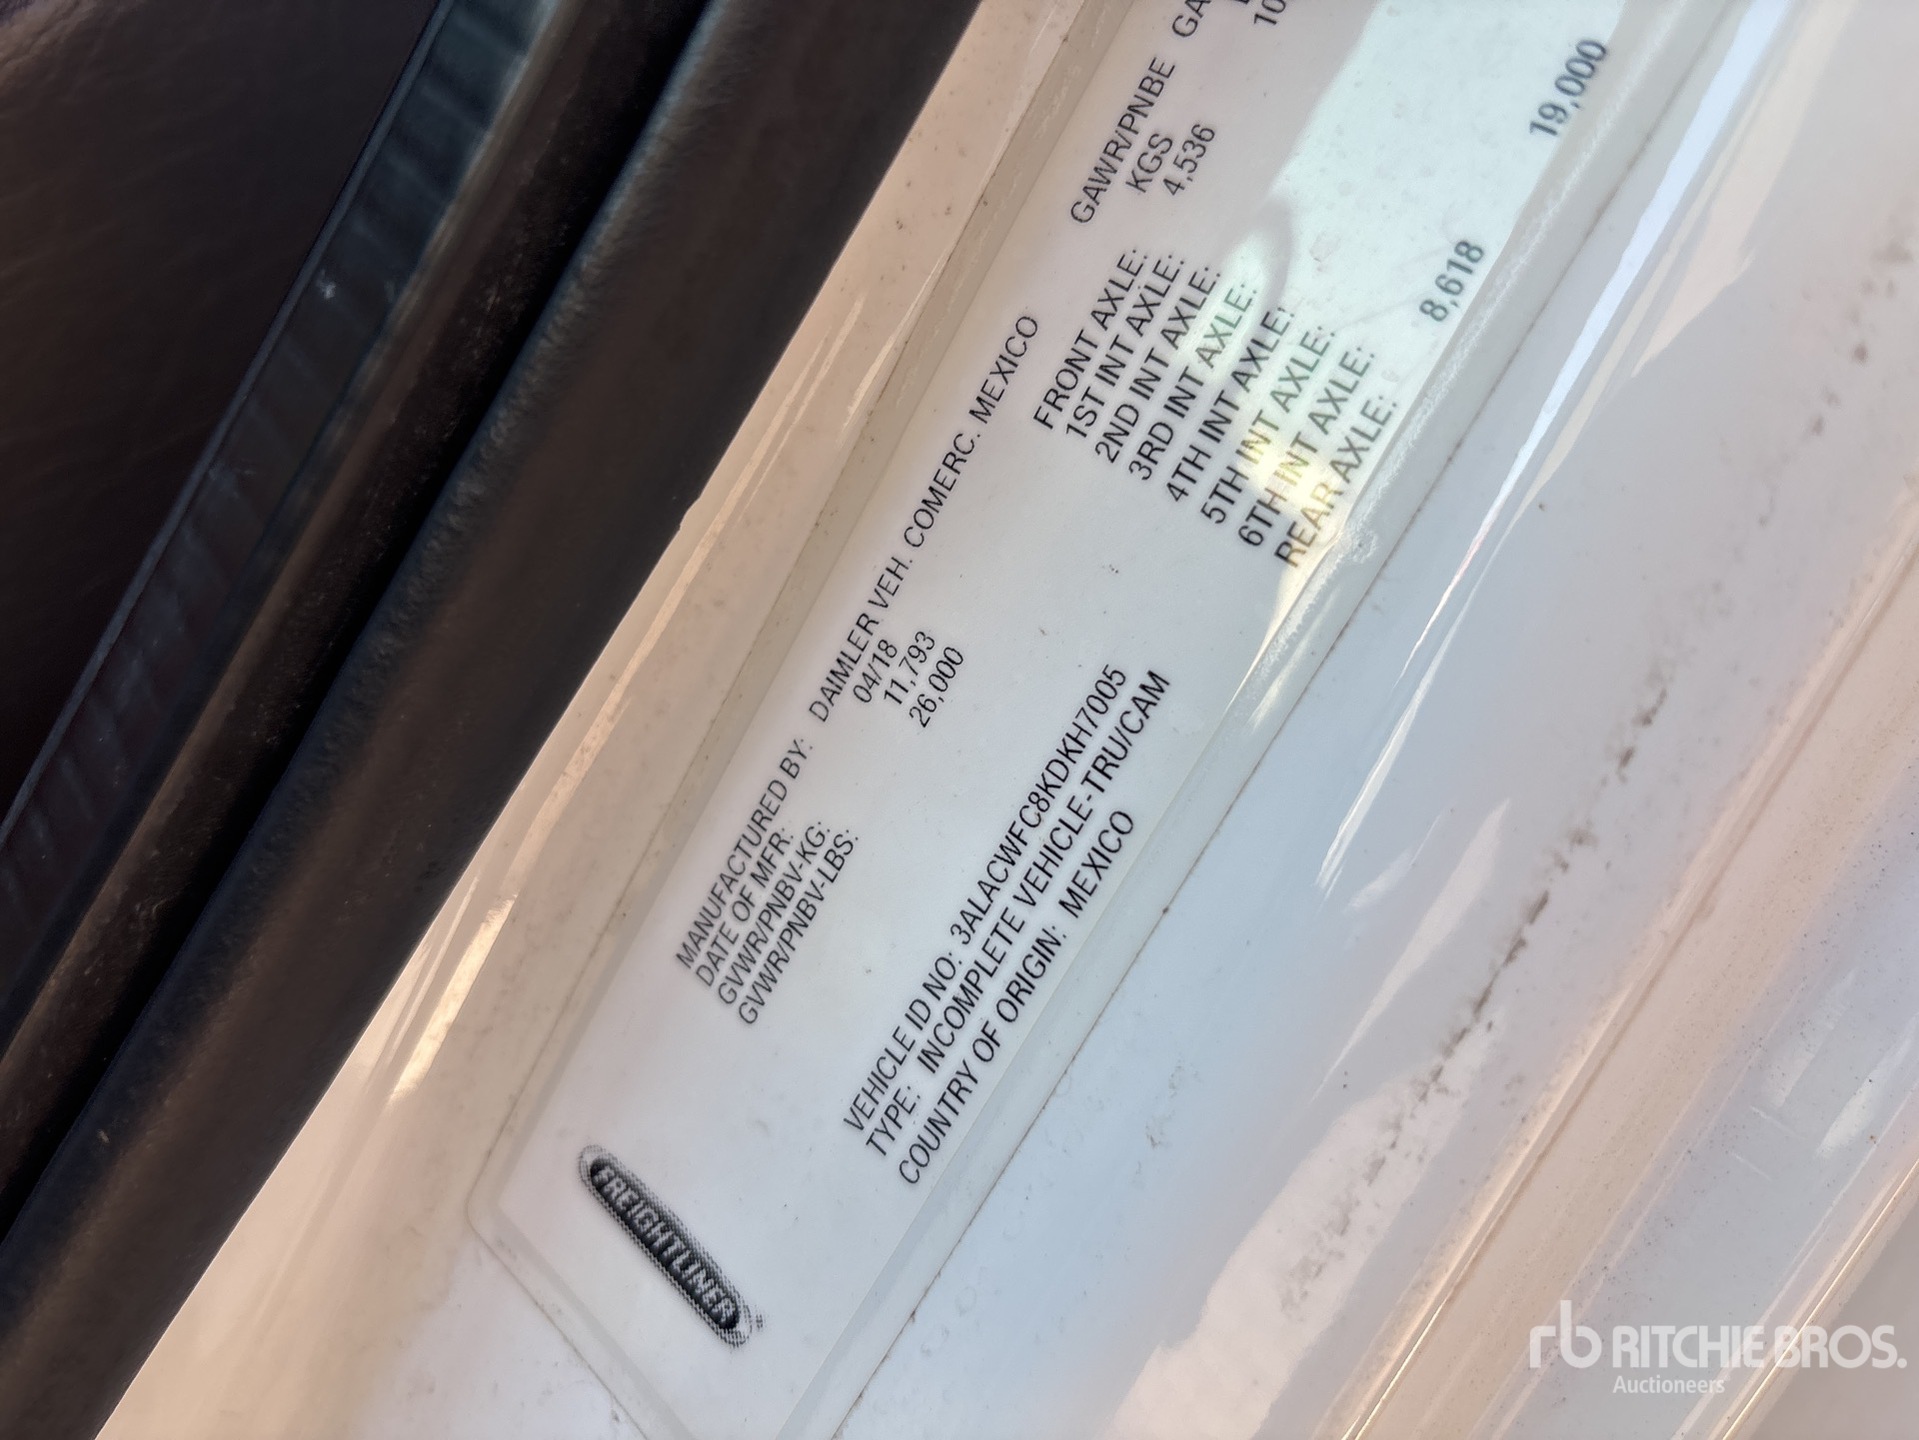 FREIGHTLINER
MANUFACTURED BY: DAIMLER VEH. COMERC. MEXICO
DATE OF MFR: 04/18
GVWR/PNBV-KG: 11,793
GVWR/PNBV-LBS: 26,000
VEHICLE ID NO: 3ALACWFC8KDKH7005
TYPE: INCOMPLETE VEHICLE-TRU/CAM
COUNTRY OF ORIGIN: MEXICO
GAWR/PNBE GA
KGS
FRONT AXLE: 4,536 10
1ST INT AXLE:
2ND INT AXLE:
3RD INT AXLE:
4TH INT AXLE:
5TH INT AXLE:
6TH INT AXLE:
REAR AXLE: 8,618 19,000
rb RITCHIE BROS.
Auctioneers